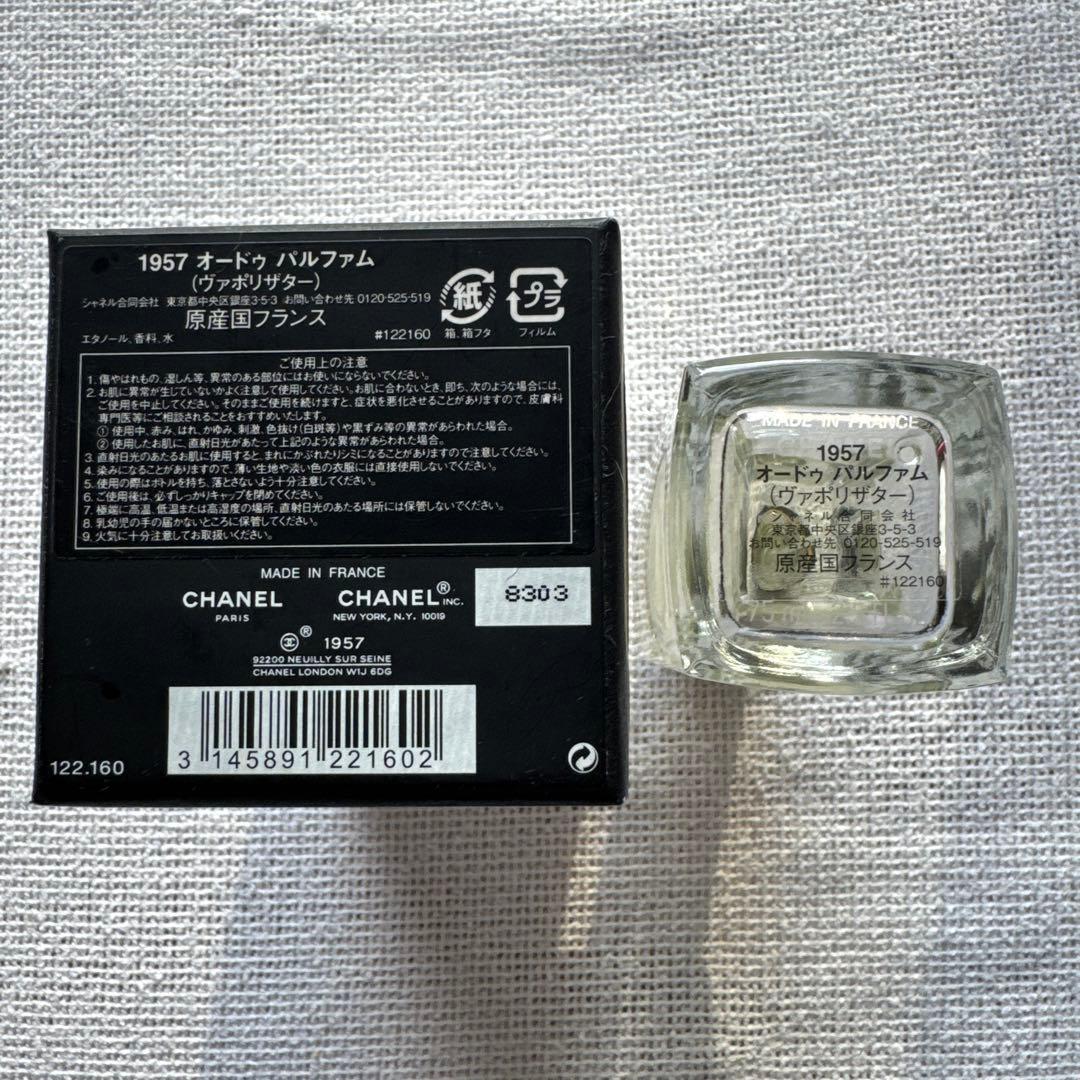 1957 オードゥ パルファム
(ヴァポリザター)
シャネル合同会社 東京都中央区銀座3-5-3 お問い合わせ先 0120-525-519
原産国フランス
エタノール、香料、水 #122160
紙
箱、箱フタ
プラ
フィルム
ご使用上の注意
1. 傷やはれもの、湿しん等、異常のある部位にはお使いにならないでください。
2. お肌に異常が生じていないかよく注意して使用してください。お肌に合わないとき、即ち、次のような場合には、
ご使用を中止してください。そのままご使用を続けますと、症状を悪化させることがありますので、皮膚科
専門医等にご相談されることをおすすめいたします。
① 使用中、赤み、はれ、かゆみ、刺激、色抜け(白斑等)や黒ずみ等の異常があらわれた場合。
② 使用したお肌に、直射日光があたって上記のような異常があらわれた場合。
3. 直射日光のあたるお肌に使用すると、まれにかぶれたりシミになることがありますので注意してください。
4. 染みになることがありますので、薄い生地や淡い色の衣服には直接使用しないでください。
5. 使用の際はボトルを持ち、落とさないよう十分注意してください。
6. ご使用後は、必ずしっかりキャップを閉めてください。
7. 極端に高温、低温または高湿度の場所、直射日光のあたる場所には保管しないでください。
8. 乳幼児の手の届かないところに保管してください。
9. 火気に十分注意してお取扱いください。
MADE IN FRANCE
CHANEL
PARIS
CHANEL® INC.
NEW YORK, N.Y. 10019
8303
® 1957
92200 NEUILLY SUR SEINE
CHANEL LONDON W1J 6DG
3 145891 221602
122.160
MADE IN FRANCE
1957
オードゥ パルファム
(ヴァポリザター)
シャネル合同会社
東京都中央区銀座3-5-3
お問い合わせ先 0120-525-519
原産国フランス
#122160